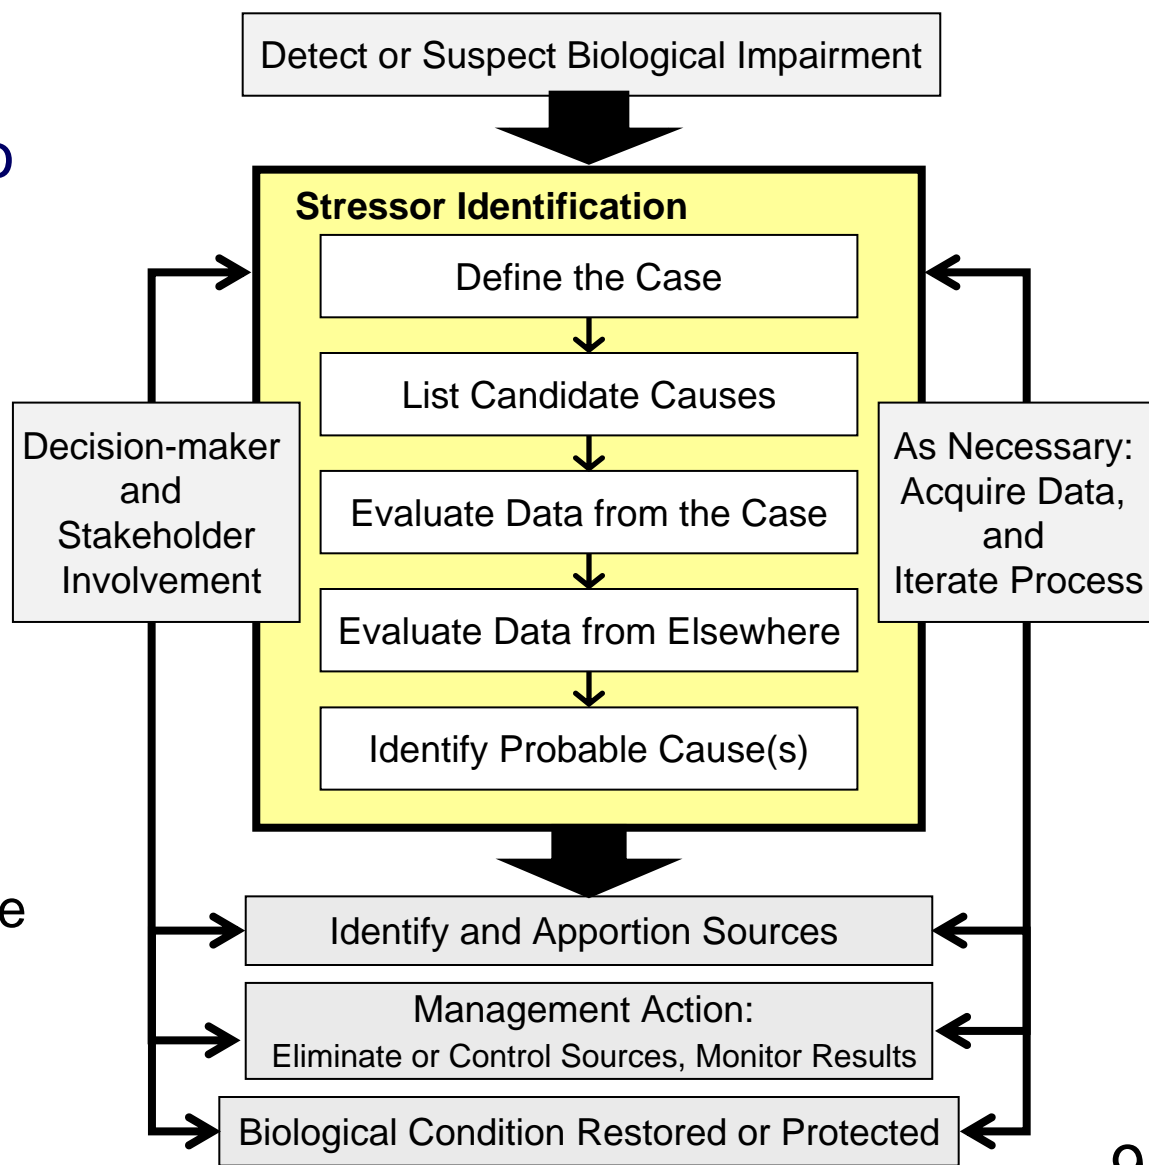 Detect or Suspect Biological Impairment
o
Stressor Identification
Define the Case
List Candidate Causes
Evaluate Data from the Case
Evaluate Data from Elsewhere
Identify Probable Cause(s)
Decision-maker
and
Stakeholder
Involvement
As Necessary:
Acquire Data,
and
Iterate Process
e
Identify and Apportion Sources
Management Action:
Eliminate or Control Sources, Monitor Results
Biological Condition Restored or Protected